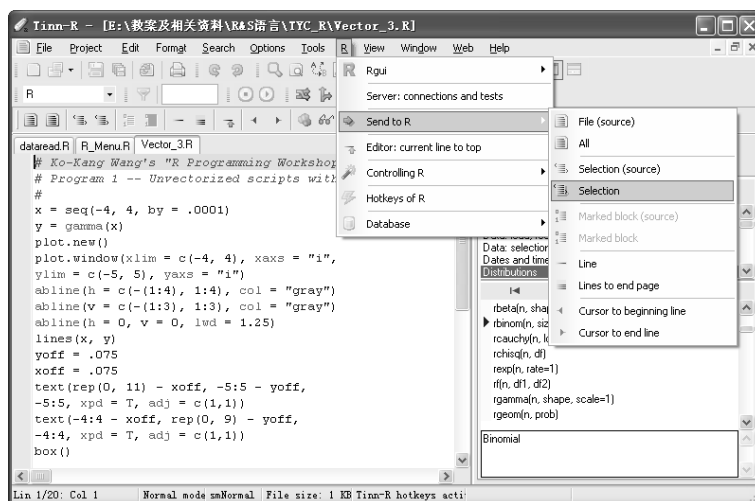 Tinn-R - [E:\教案及相关资料\R&S语言\TYC_R\Vector_3.R]
File Project Edit Format Search Options Tools R View Window Web Help
R
dataread.R R_Menu.R Vector_3.R
# Ko-Kang Wang's "R Programming Workshop
# Program 1 -- Unvectorized scripts with
#
x = seq(-4, 4, by = .0001)
y = gamma(x)
plot.new()
plot.window(xlim = c(-4, 4), xaxs = "i",
ylim = c(-5, 5), yaxs = "i")
abline(h = c(-(1:4), 1:4), col = "gray")
abline(v = c(-(1:3), 1:3), col = "gray")
abline(h = 0, v = 0, lwd = 1.25)
lines(x, y)
yoff = .075
xoff = .075
text(rep(0, 11) - xoff, -5:5 - yoff,
-5:5, xpd = T, adj = c(1,1))
text(-4:4 - xoff, rep(0, 9) - yoff,
-4:4, xpd = T, adj = c(1,1))
box()
Rgui
Server: connections and tests
Send to R
Editor: current line to top
Controlling R
Hotkeys of R
Database
File (source)
All
Selection (source)
Selection
Marked block (source)
Marked block
Line
Lines to end page
Cursor to beginning line
Cursor to end line
Data: selection
Dates and time
Distributions
rbeta(n, sha
rbinom(n, siz
rcauchy(n, lo
rchisq(n, df)
rexp(n, rate=1)
rf(n, df1, df2)
rgamma(n, shape, scale=1)
rgeom(n, prob)
Binomial
Lin 1/20: Col 1 Normal mode smNormal File size: 1 KB Tinn-R hotkeys acti